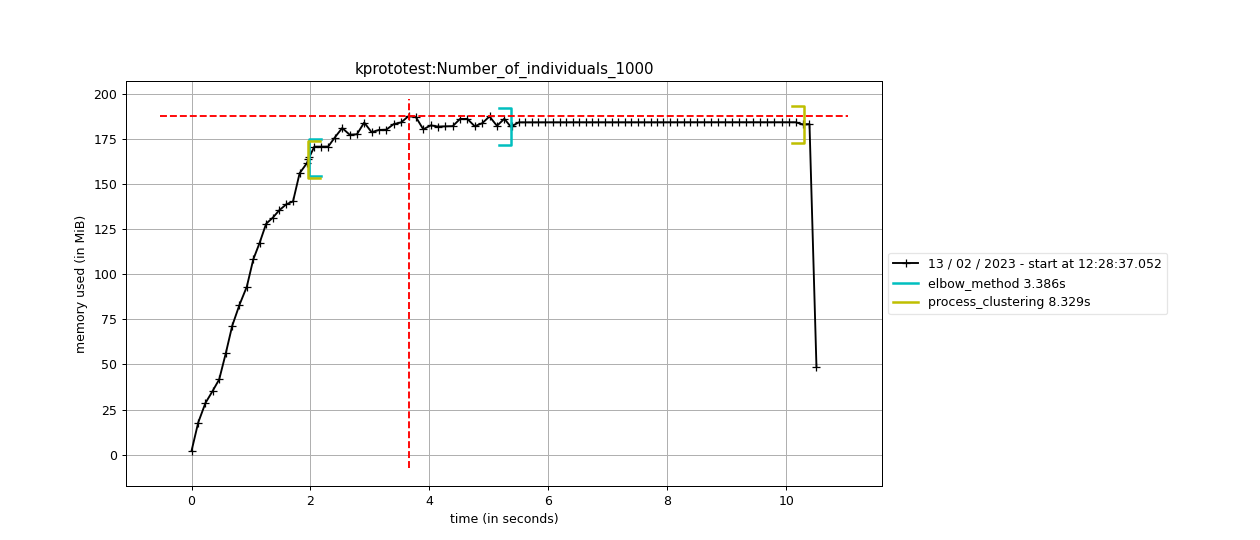 kprototest:Number_of_individuals_1000
200
175
150
125
100
75
50
25
0
memory used (in MiB)
0 2 4 6 8 10
time (in seconds)
13 / 02 / 2023 - start at 12:28:37.052
elbow_method 3.386s
process_clustering 8.329s